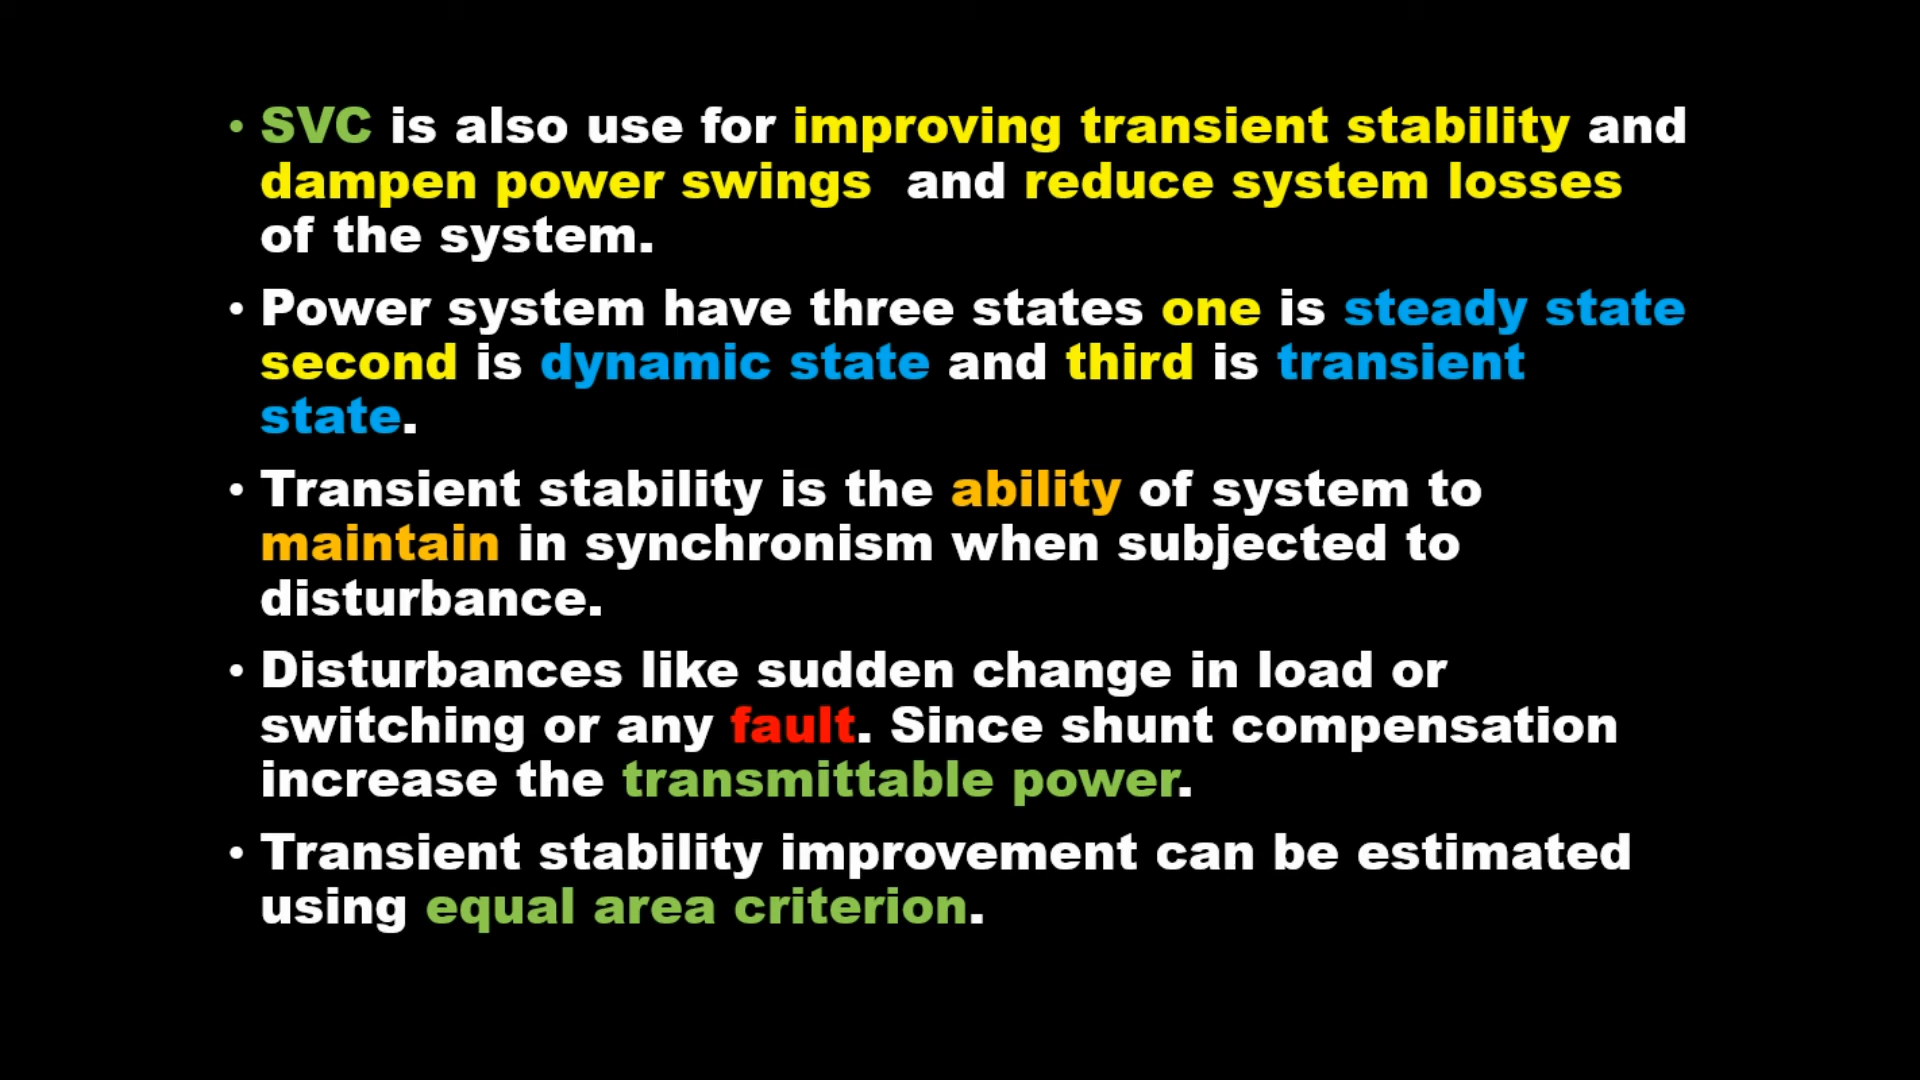 • SVC is also use for improving transient stability and
dampen power swings  and reduce system losses
of the system.
• Power system have three states one is steady state
second is dynamic state and third is transient
state.
• Transient stability is the ability of system to
maintain in synchronism when subjected to
disturbance.
• Disturbances like sudden change in load or
switching or any fault. Since shunt compensation
increase the transmittable power.
• Transient stability improvement can be estimated
using equal area criterion.